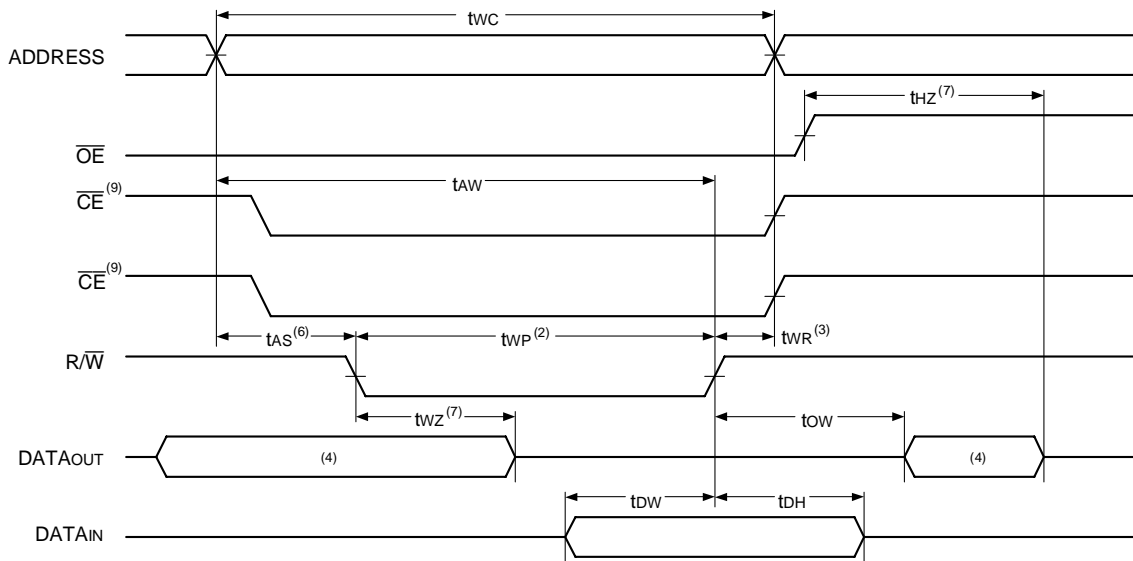 tWC
ADDRESS
tHZ(7)
OE
tAW
CE(9)
CE(9)
tAS(6) tWP(2) tWR(3)
R/W
tWZ(7) tOW
DATAOUT (4) (4)
tDW tDH
DATAIN